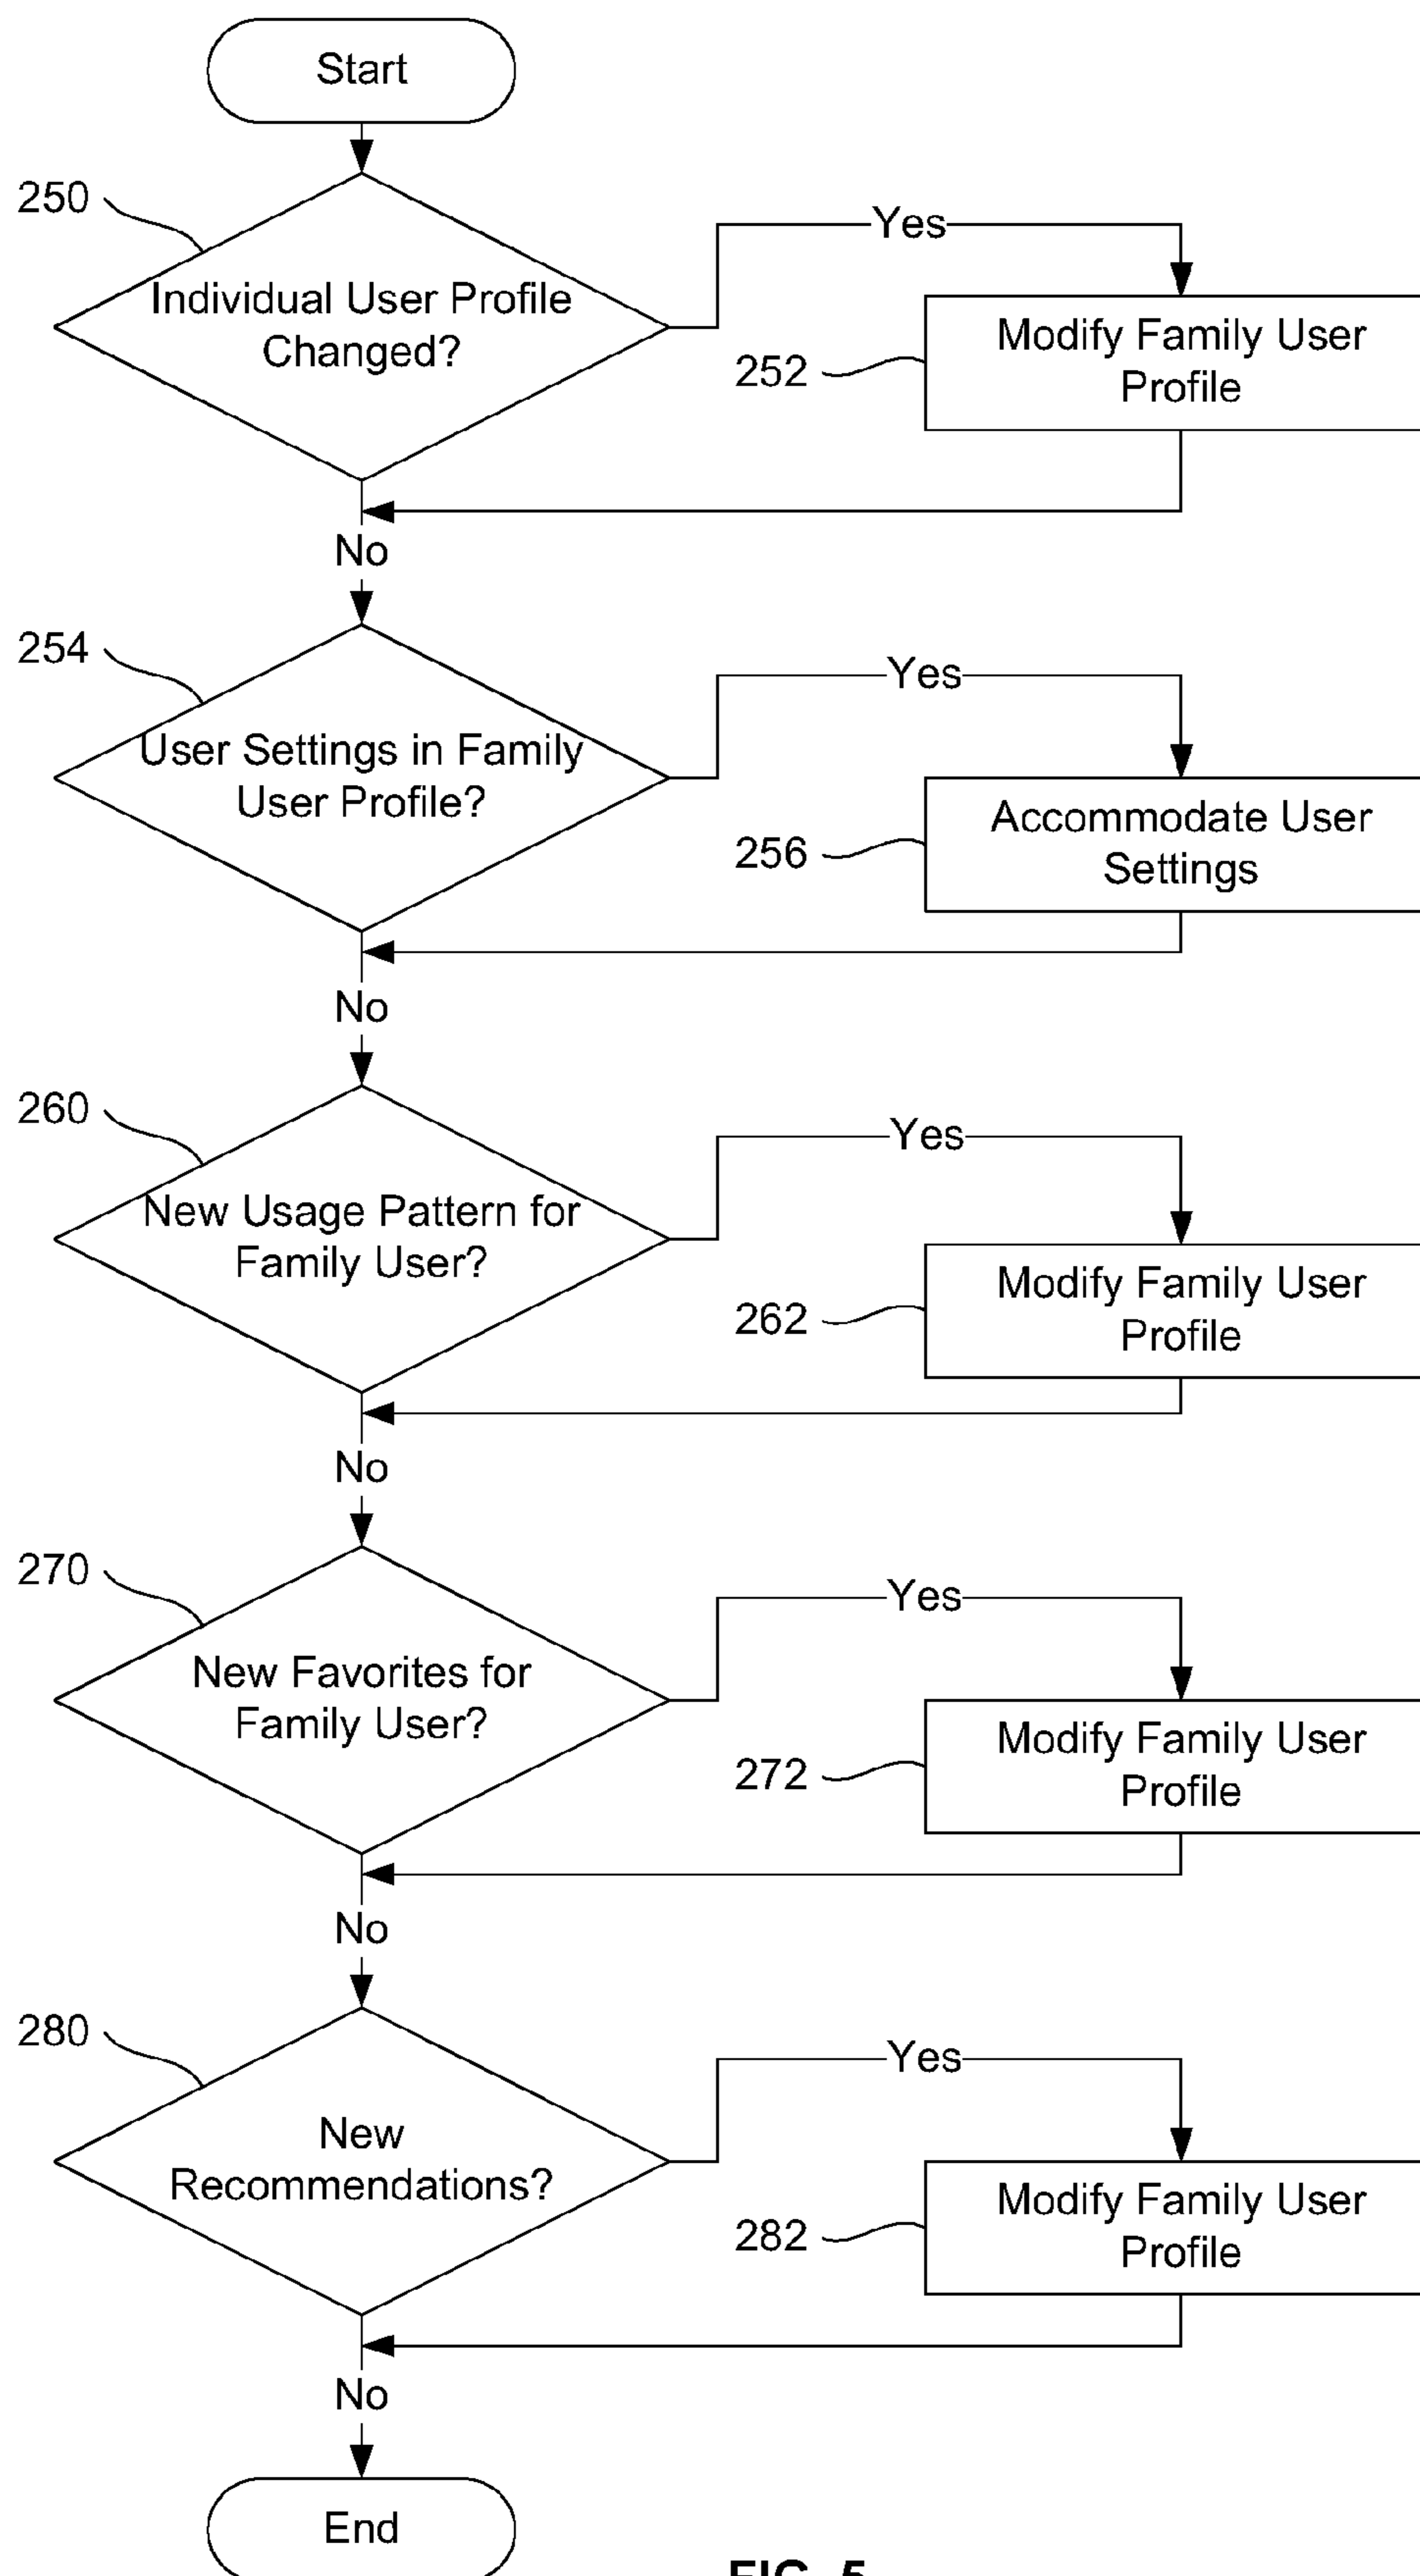 Start
250
Individual User Profile
Changed?
Yes
252
Modify Family User
Profile
No
254
User Settings in Family
User Profile?
Yes
256
Accommodate User
Settings
No
260
New Usage Pattern for
Family User?
Yes
262
Modify Family User
Profile
No
270
New Favorites for
Family User?
Yes
272
Modify Family User
Profile
No
280
New
Recommendations?
Yes
282
Modify Family User
Profile
No
End
FIG. 5